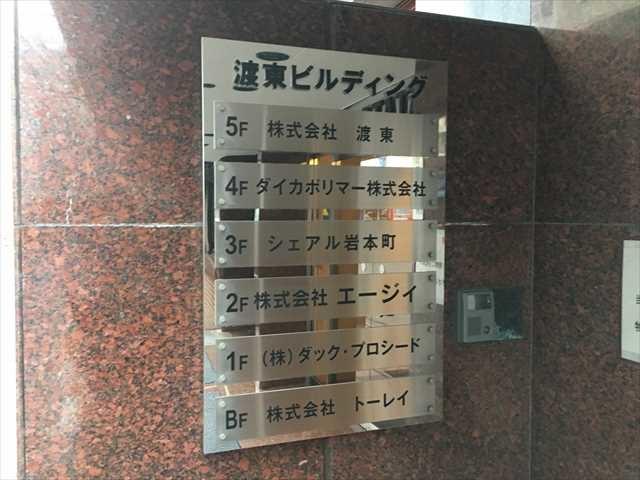 渡東ビルディング
5F 株式会社 渡東
4F ダイカポリマー株式会社
3F シェアル岩本町
2F 株式会社 エージィ
1F (株)ダック・プロシード
BF 株式会社 トーレイ